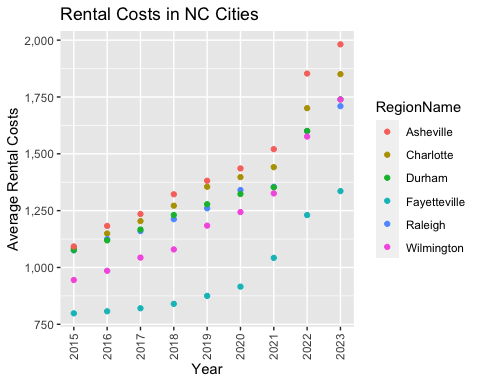 Rental Costs in NC Cities
2,000
1,750
1,500
1,250
1,000
750
Average Rental Costs
2015 2016 2017 2018 2019 2020 2021 2022 2023
Year
RegionName
Asheville
Charlotte
Durham
Fayetteville
Raleigh
Wilmington